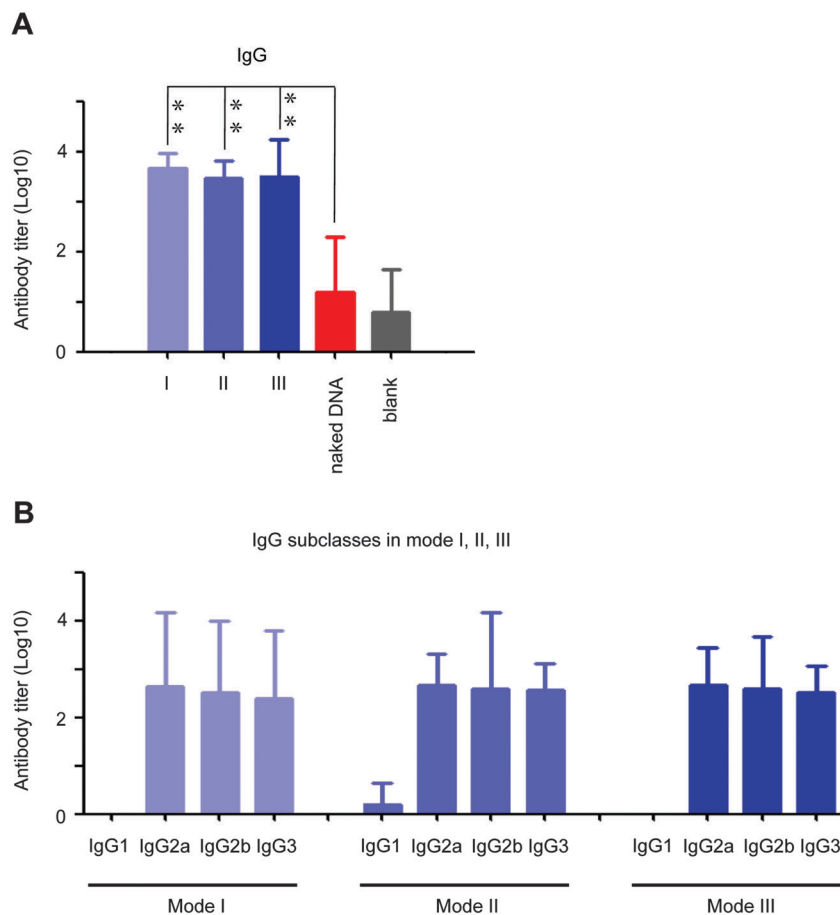 A
IgG
** ** **
Antibody titer (Log10)
4
2
0
I II III naked DNA blank
B
IgG subclasses in mode I, II, III
Antibody titer (Log10)
4
2
0
IgG1 IgG2a IgG2b IgG3 IgG1 IgG2a IgG2b IgG3 IgG1 IgG2a IgG2b IgG3
Mode I Mode II Mode III